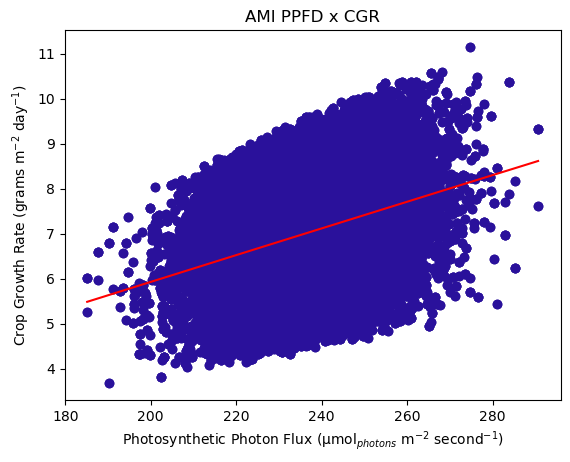 AMI PPFD x CGR
11
10
9
8
7
6
5
4
Crop Growth Rate (grams m⁻² day⁻¹)
180 200 220 240 260 280
Photosynthetic Photon Flux (μmol_photons m⁻² second⁻¹)